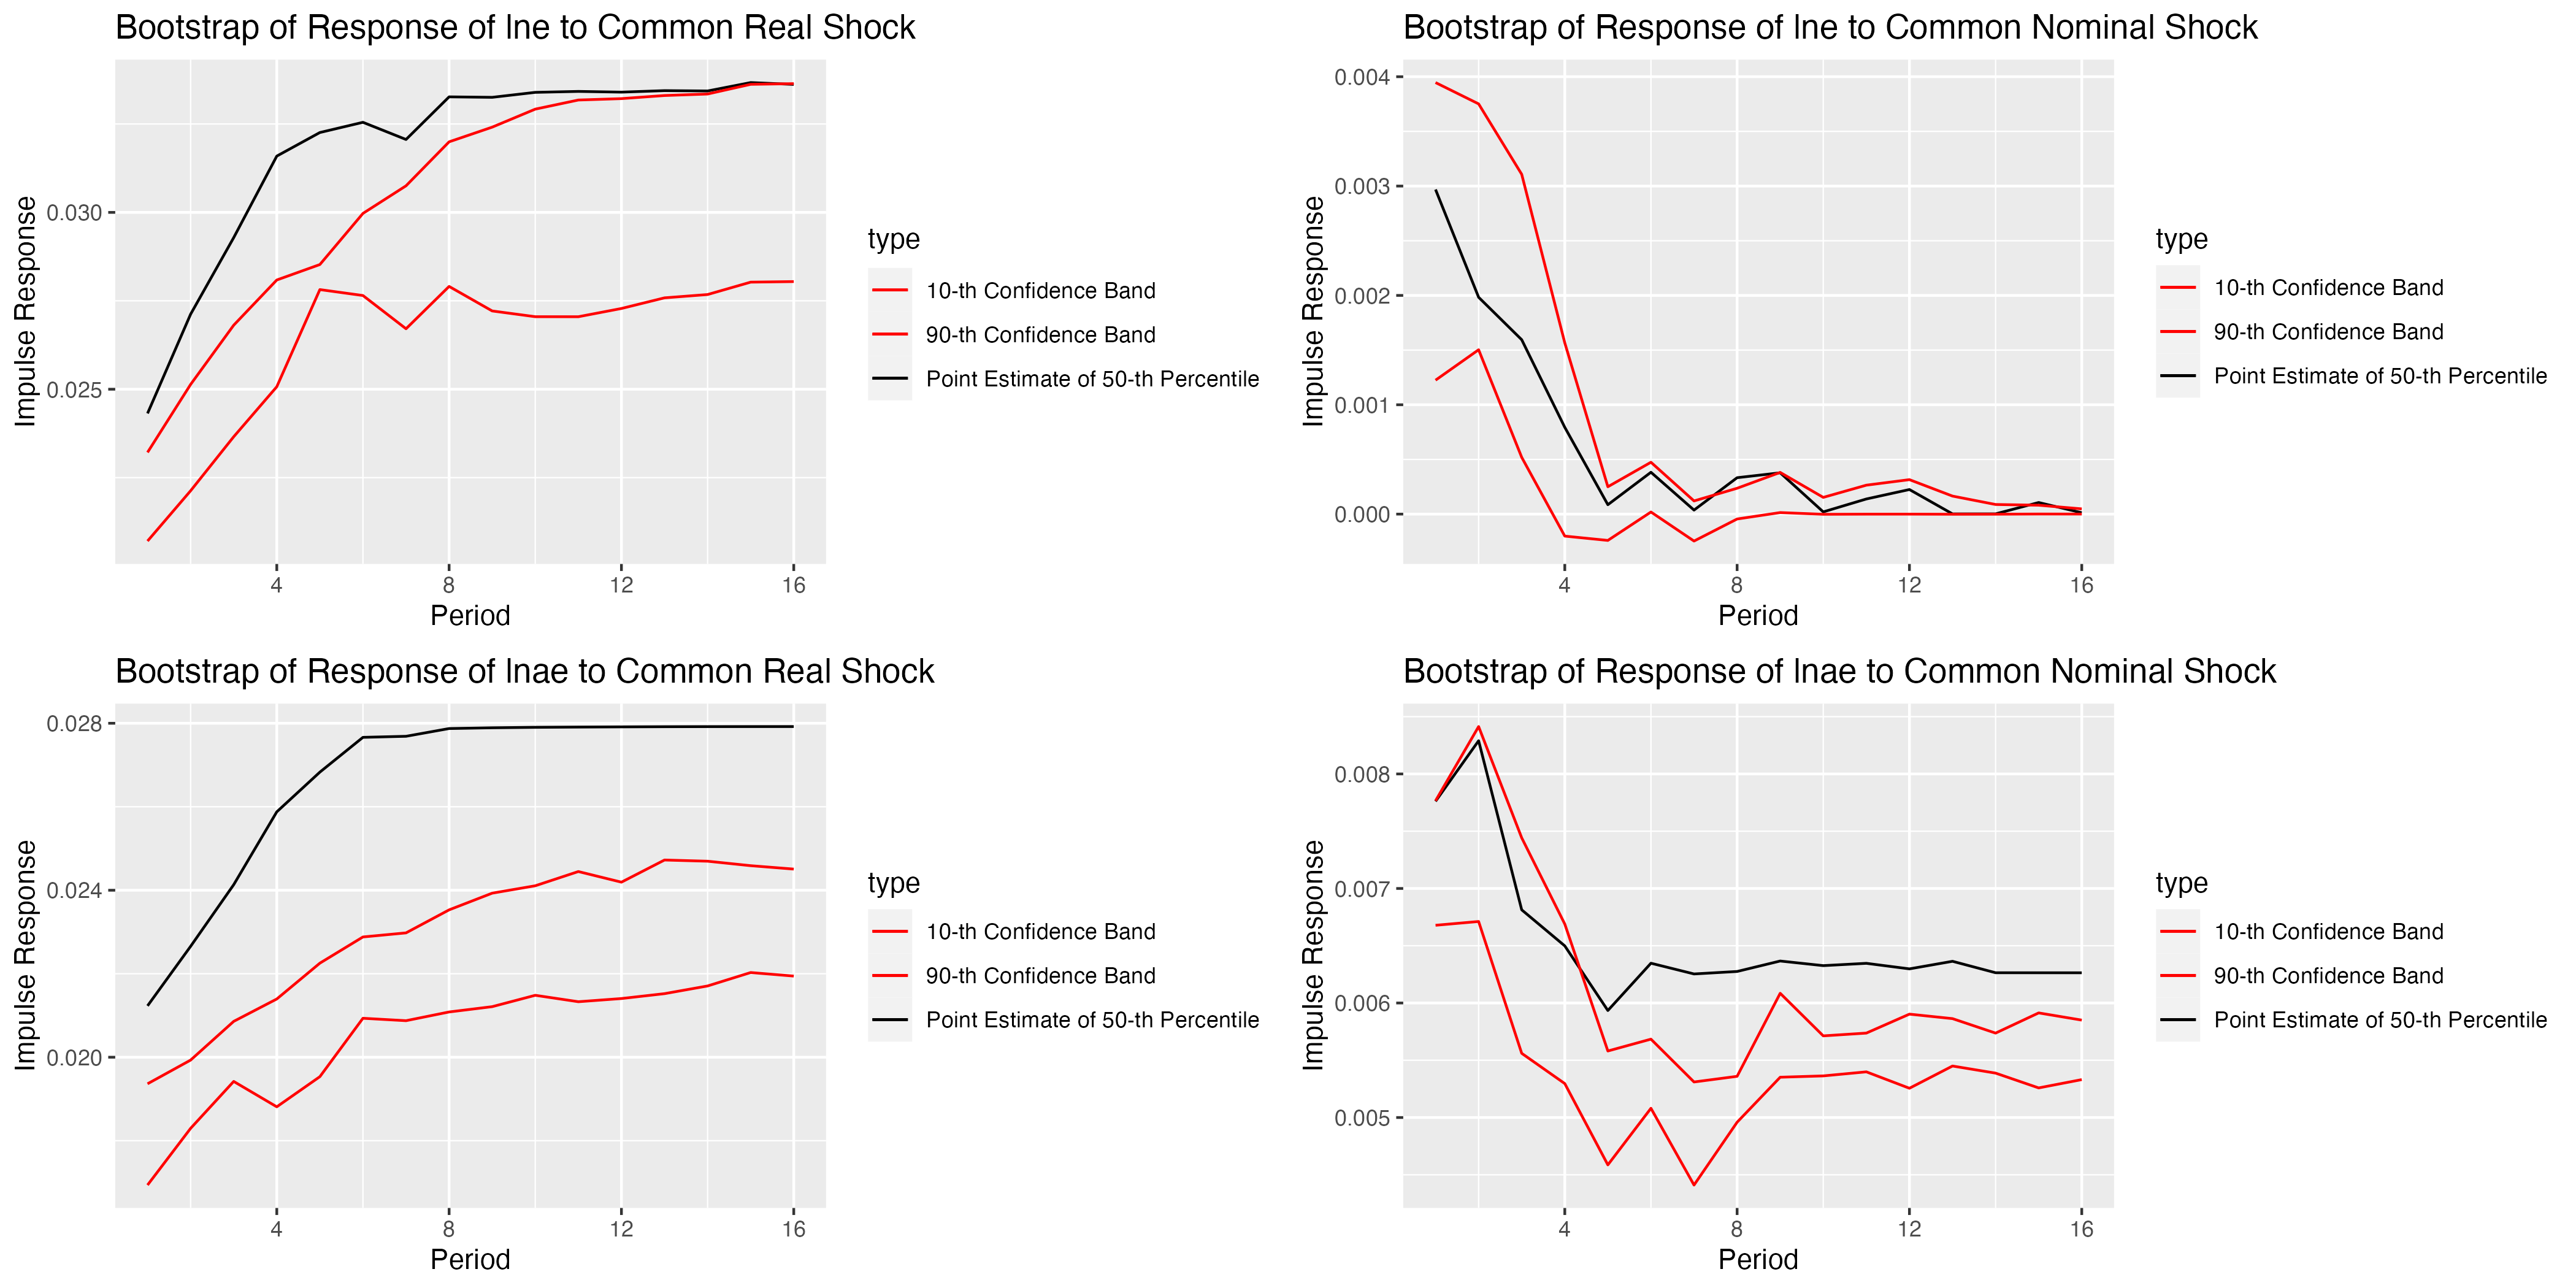 Bootstrap of Response of lne to Common Real Shock
Impulse Response
0.030
0.025
4 8 12 16
Period
type
10-th Confidence Band
90-th Confidence Band
Point Estimate of 50-th Percentile
Bootstrap of Response of lne to Common Nominal Shock
Impulse Response
0.004
0.003
0.002
0.001
0.000
4 8 12 16
Period
type
10-th Confidence Band
90-th Confidence Band
Point Estimate of 50-th Percentile
Bootstrap of Response of lnae to Common Real Shock
Impulse Response
0.028
0.024
0.020
4 8 12 16
Period
type
10-th Confidence Band
90-th Confidence Band
Point Estimate of 50-th Percentile
Bootstrap of Response of lnae to Common Nominal Shock
Impulse Response
0.008
0.007
0.006
0.005
4 8 12 16
Period
type
10-th Confidence Band
90-th Confidence Band
Point Estimate of 50-th Percentile